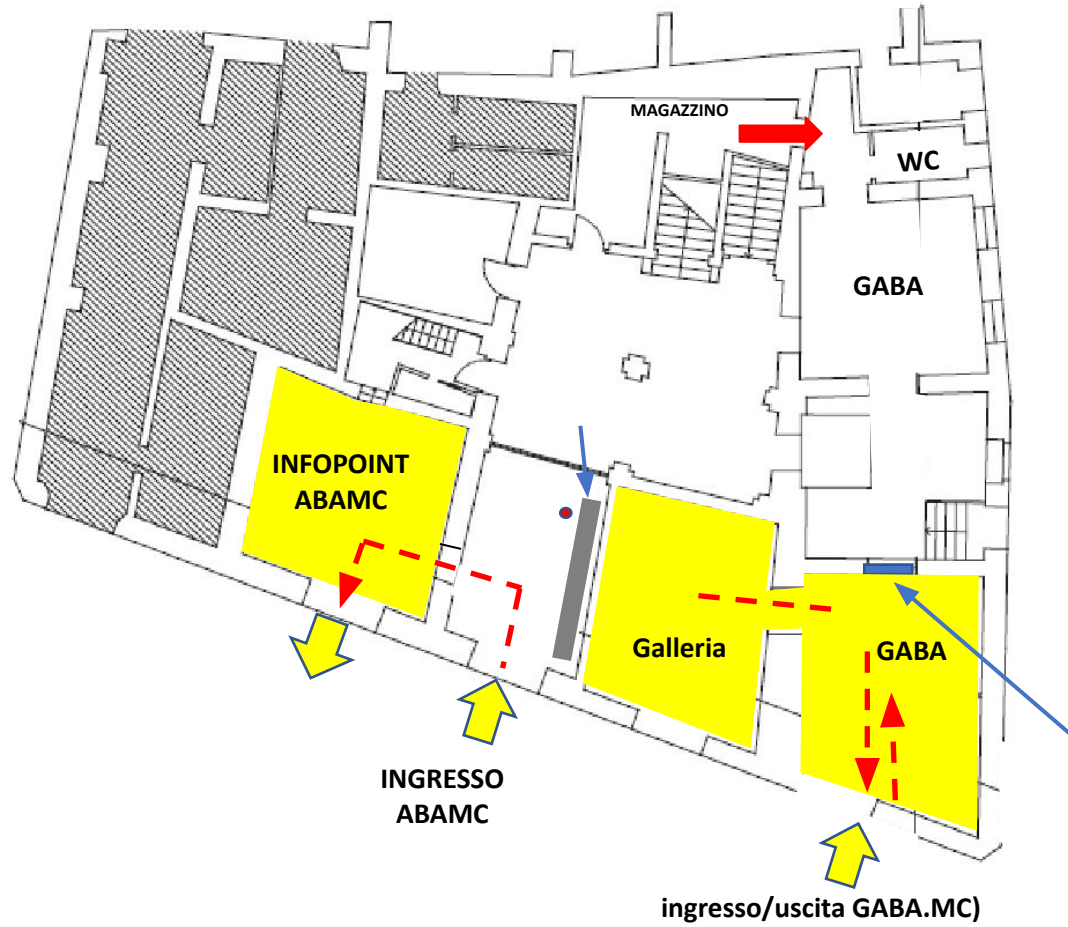 MAGAZZINO
WC
GABA
INFOPOINT
ABAMC
Galleria
GABA
INGRESSO
ABAMC
ingresso/uscita GABA.MC)